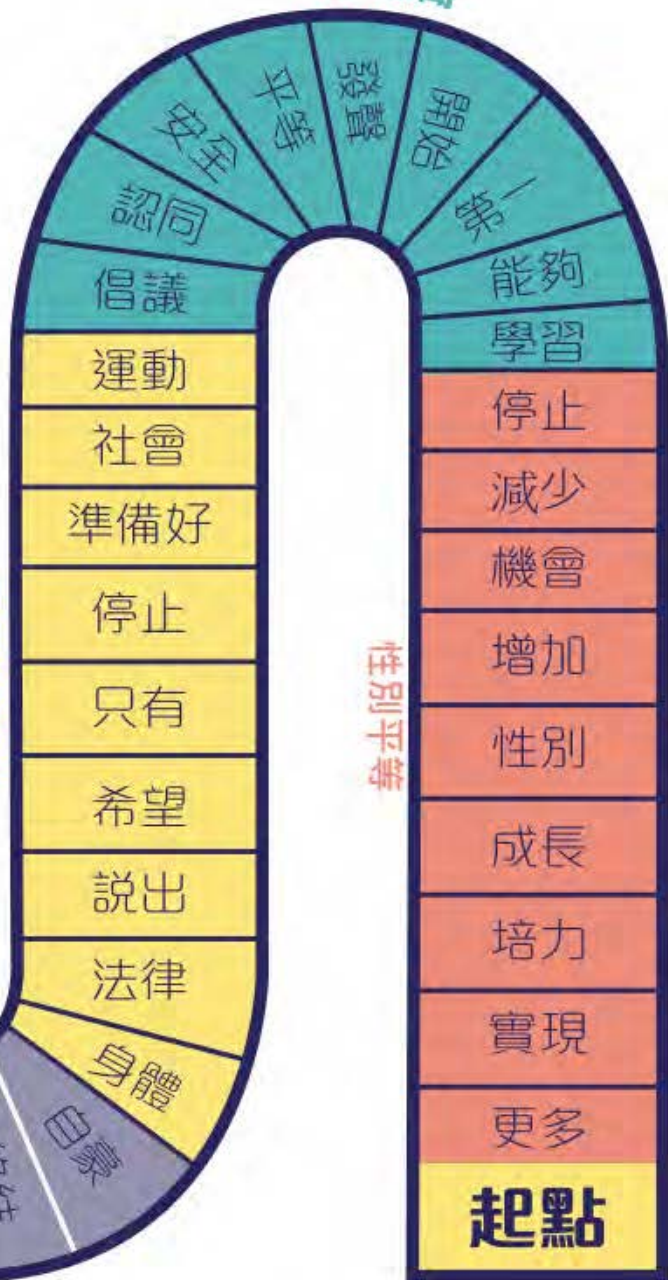 起點
更多
實現
培力
成長
性別
增加
機會
減少
停止
學習
能夠
第一
開始
發聲
平等
安全
認同
倡議
運動
社會
準備好
停止
只有
希望
説出
法律
身體
自豪
性別平等